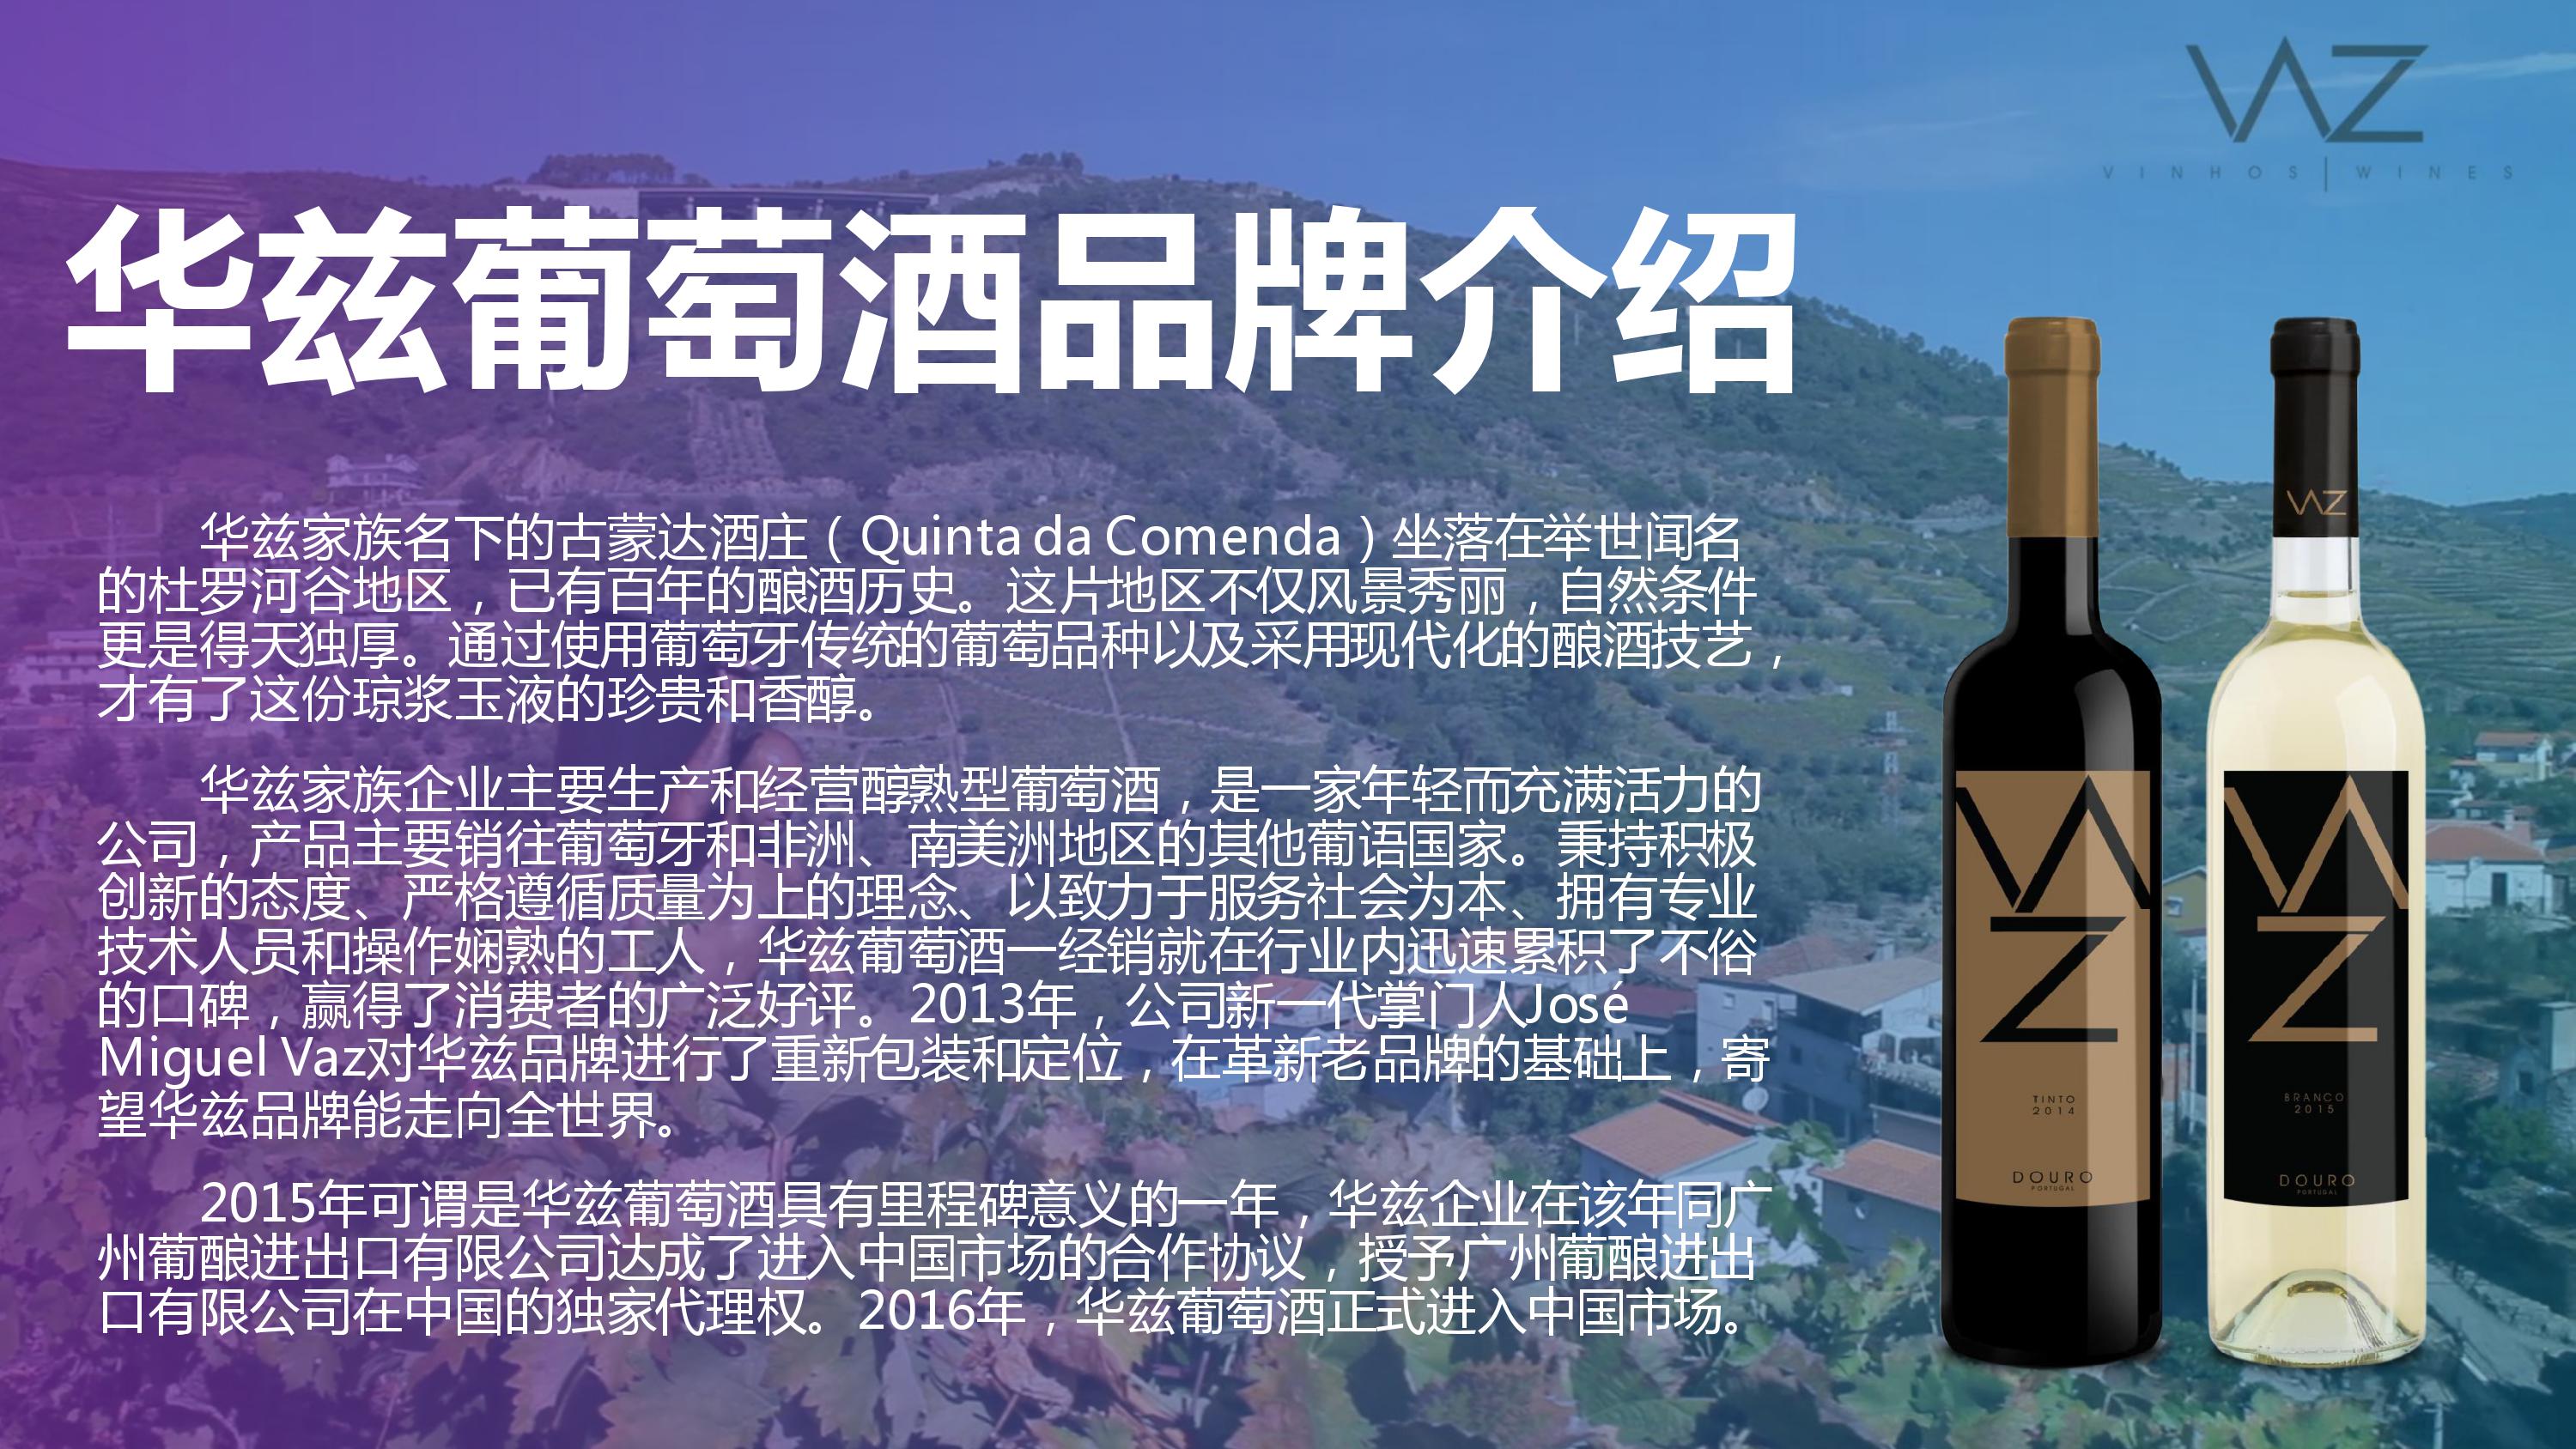 VAZ
VINHOS | WINES
华兹葡萄酒品牌介绍
华兹家族名下的古蒙达酒庄（Quinta da Comenda）坐落在举世闻名
的杜罗河谷地区，已有百年的酿酒历史。这片地区不仅风景秀丽，自然条件
更是得天独厚。通过使用葡萄牙传统的葡萄品种以及采用现代化的酿酒技艺，
才有了这份琼浆玉液的珍贵和香醇。
华兹家族企业主要生产和经营醇熟型葡萄酒，是一家年轻而充满活力的
公司，产品主要销往葡萄牙和非洲、南美洲地区的其他葡语国家。秉持积极
创新的态度、严格遵循质量为上的理念、以致力于服务社会为本、拥有专业
技术人员和操作娴熟的工人，华兹葡萄酒一经销就在行业内迅速累积了不俗
的口碑，赢得了消费者的广泛好评。2013年，公司新一代掌门人José
Miguel Vaz对华兹品牌进行了重新包装和定位，在革新老品牌的基础上，寄
望华兹品牌能走向全世界。
2015年可谓是华兹葡萄酒具有里程碑意义的一年，华兹企业在该年同广
州葡酿进出口有限公司达成了进入中国市场的合作协议，授予广州葡酿进出
口有限公司在中国的独家代理权。2016年，华兹葡萄酒正式进入中国市场。
VA
Z
TINTO
2014
DOURO
PORTUGAL
VAZ
VA
Z
BRANCO
2015
DOURO
PORTUGAL